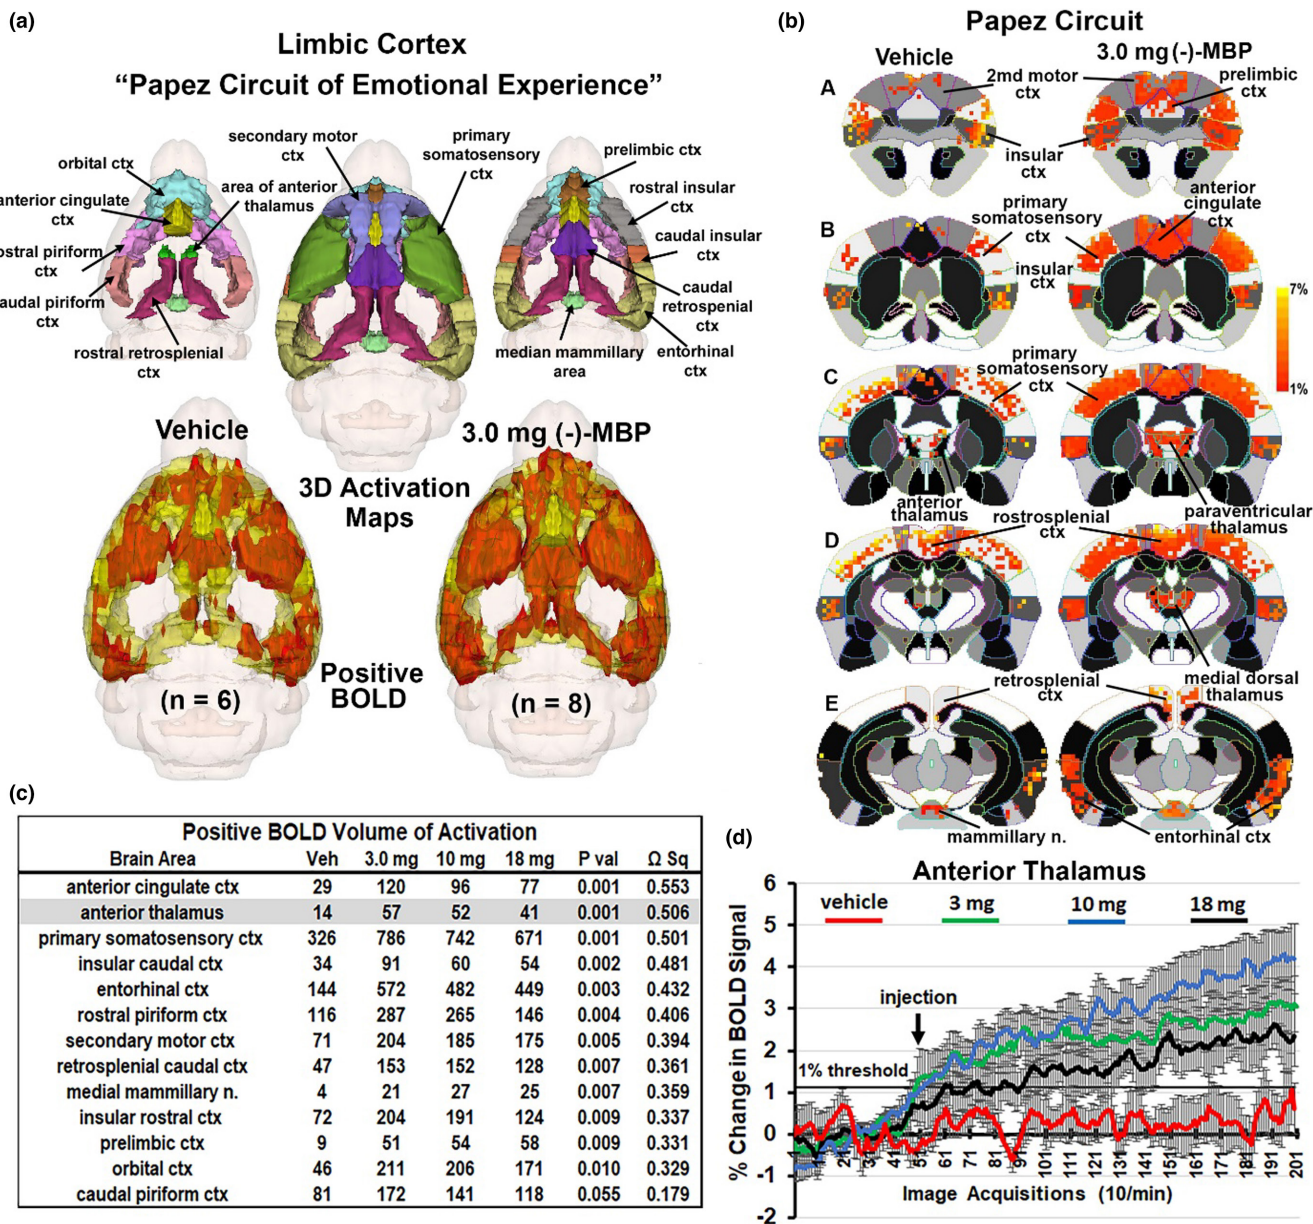 (a)
Limbic Cortex
“Papez Circuit of Emotional Experience”
orbital ctx
anterior cingulate
ctx
rostral piriform
ctx
caudal piriform
ctx
rostral retrosplenial
ctx
area of anterior
thalamus
secondary motor
ctx
primary
somatosensory
ctx
prelimbic ctx
rostral insular
ctx
caudal insular
ctx
caudal
retrospenial
ctx
entorhinal
ctx
median mammillary
area
Vehicle
3.0 mg (-)-MBP
3D Activation
Maps
Positive
BOLD
(n = 6)
(n = 8)
(b)
Papez Circuit
Vehicle
3.0 mg (-)-MBP
A
2md motor
ctx
prelimbic
ctx
insular
ctx
B
primary
somatosensory
ctx
anterior
cingulate
ctx
insular
ctx
7%
1%
C
primary
somatosensory
ctx
anterior
thalamus
paraventricular
thalamus
D
rostrosplenial
ctx
medial dorsal
thalamus
E
retrosplenial
ctx
mammillary n.
entorhinal ctx
(c)
Positive BOLD Volume of Activation
Brain Area Veh 3.0 mg 10 mg 18 mg P val Ω Sq
anterior cingulate ctx 29 120 96 77 0.001 0.553
anterior thalamus 14 57 52 41 0.001 0.506
primary somatosensory ctx 326 786 742 671 0.001 0.501
insular caudal ctx 34 91 60 54 0.002 0.481
entorhinal ctx 144 572 482 449 0.003 0.432
rostral piriform ctx 116 287 265 146 0.004 0.406
secondary motor ctx 71 204 185 175 0.005 0.394
retrosplenial caudal ctx 47 153 152 128 0.007 0.361
medial mammillary n. 4 21 27 25 0.007 0.359
insular rostral ctx 72 204 191 124 0.009 0.337
prelimbic ctx 9 51 54 58 0.009 0.331
orbital ctx 46 211 206 171 0.010 0.329
caudal piriform ctx 81 172 141 118 0.055 0.179
(d)
Anterior Thalamus
vehicle 3 mg 10 mg 18 mg
injection
1% threshold
% Change in BOLD Signal
6
5
4
3
2
1
0
-1
-2
51 61 71 81 91 101 111 121 131 141 151 161 171 181 191 201
Image Acquisitions (10/min)